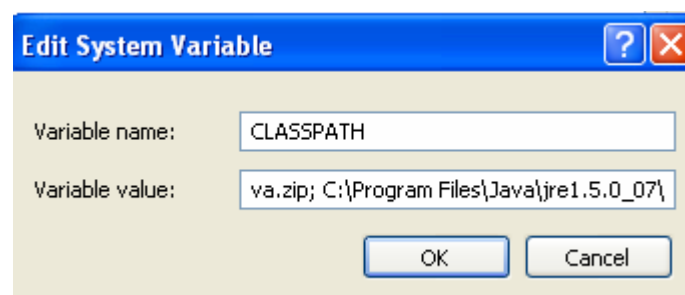 Edit System Variable
Variable name: CLASSPATH
Variable value: va.zip; C:\Program Files\Java\jre1.5.0_07\
OK Cancel